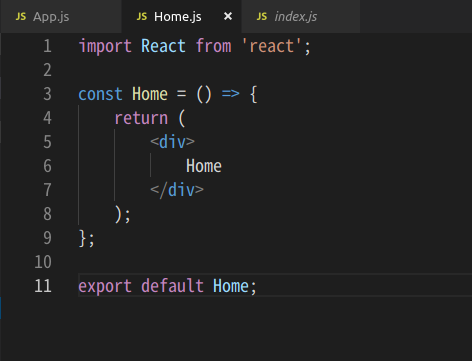 JS App.js JS Home.js × JS index.js
1 import React from 'react';
2
3 const Home = () => {
4     return (
5         <div>
6             Home
7         </div>
8     );
9 };
10
11 export default Home;